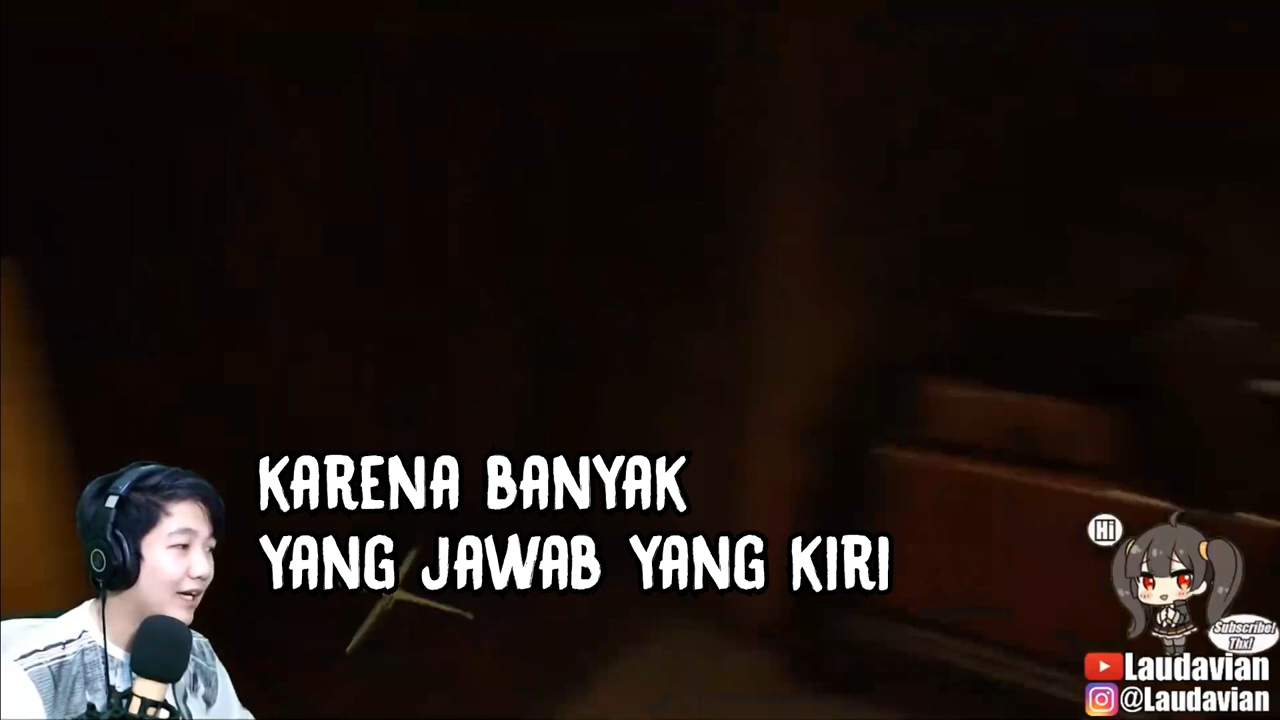 KARENA BANYAK
YANG JAWAB YANG KIRI
Hi
Subscribe!
Thx!
Laudavian
@Laudavian